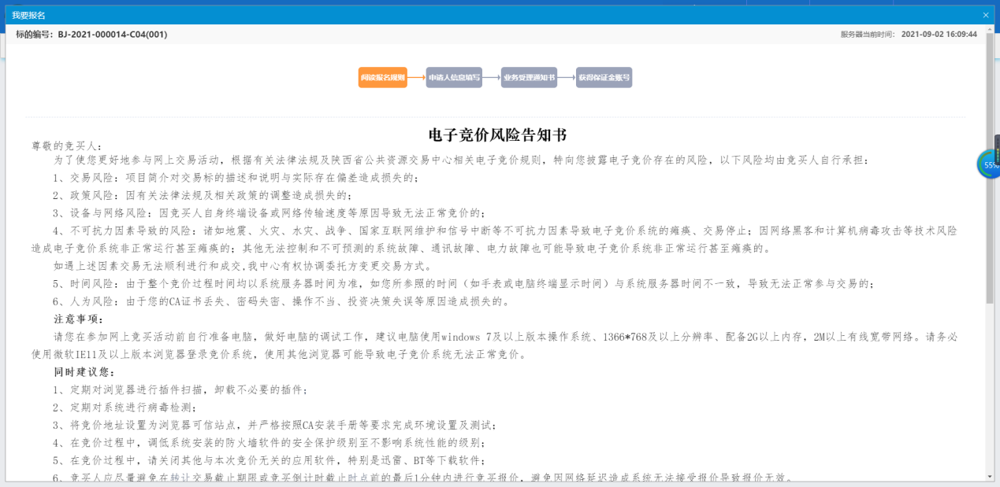 我要报名
×
标的编号：BJ-2021-000014-C04(001)
服务器当前时间： 2021-09-02 16:09:44
阅读报名规则
申请人信息填写
业务受理通知书
获得保证金账号
电子竞价风险告知书
尊敬的竞买人：
为了使您更好地参与网上交易活动，根据有关法律法规及陕西省公共资源交易中心相关电子竞价规则，特向您披露电子竞价存在的风险，以下风险均由竞买人自行承担：
1、交易风险：项目简介对交易标的描述和说明与实际存在偏差造成损失的；
2、政策风险：因有关法律法规及相关政策的调整造成损失的；
3、设备与网络风险：因竞买人自身终端设备或网络传输速度等原因导致无法正常竞价的；
4、不可抗力因素导致的风险：诸如地震、火灾、水灾、战争、国家互联网维护和信号中断等不可抗力因素导致电子竞价系统的瘫痪、交易停止；因网络黑客和计算机病毒攻击等技术风险
造成电子竞价系统非正常运行甚至瘫痪的；其他无法控制和不可预测的系统故障、通讯故障、电力故障也可能导致电子竞价系统非正常运行甚至瘫痪的。
如遇上述因素交易无法顺利进行和成交,我中心有权协调委托方变更交易方式。
5、时间风险：由于整个竞价过程时间均以系统服务器时间为准，如您所参照的时间（如手表或电脑终端显示时间）与系统服务器时间不一致，导致无法正常参与交易的；
6、人为风险：由于您的CA证书丢失、密码失密、操作不当、投资决策失误等原因造成损失的。
注意事项：
请您在参加网上竞买活动前自行准备电脑，做好电脑的调试工作，建议电脑使用windows 7及以上版本操作系统、1366*768及以上分辨率、配备2G以上内存，2M以上有线宽带网络。请务必
使用微软IE11及以上版本浏览器登录竞价系统，使用其他浏览器可能导致电子竞价系统无法正常竞价。
同时建议您：
1、定期对浏览器进行插件扫描，卸载不必要的插件；
2、定期对系统进行病毒检测；
3、将竞价地址设置为浏览器可信站点，并严格按照CA安装手册等要求完成环境设置及测试；
4、在竞价过程中，调低系统安装的防火墙软件的安全保护级别至不影响系统性能的级别；
5、在竞价过程中，请关闭其他与本次竞价无关的应用软件，特别是迅雷、BT等下载软件；
6、竞买人应尽量避免在转让交易截止期限或竞买倒计时截止时点前的最后1分钟内进行竞买报价，避免因网络延迟造成系统无法接受报价导致报价无效。
55%